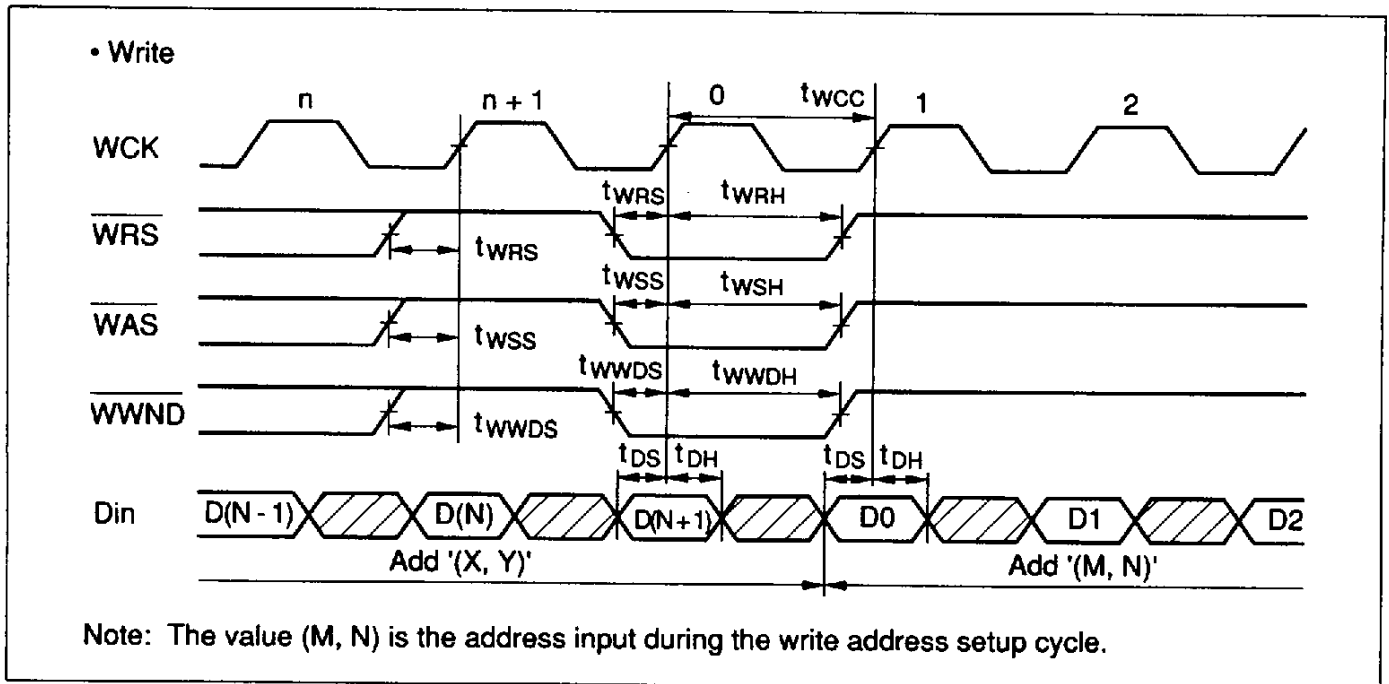 • Write
n n + 1 0 tWCC 1 2
WCK
tWRS tWRH
WRS
tWRS
tWSS tWSH
WAS
tWSS
tWWDS tWWDH
WWND
tWWDS
tDS tDH tDS tDH
Din D(N - 1) D(N) D(N + 1) D0 D1 D2
Add '(X, Y)' Add '(M, N)'
Note: The value (M, N) is the address input during the write address setup cycle.